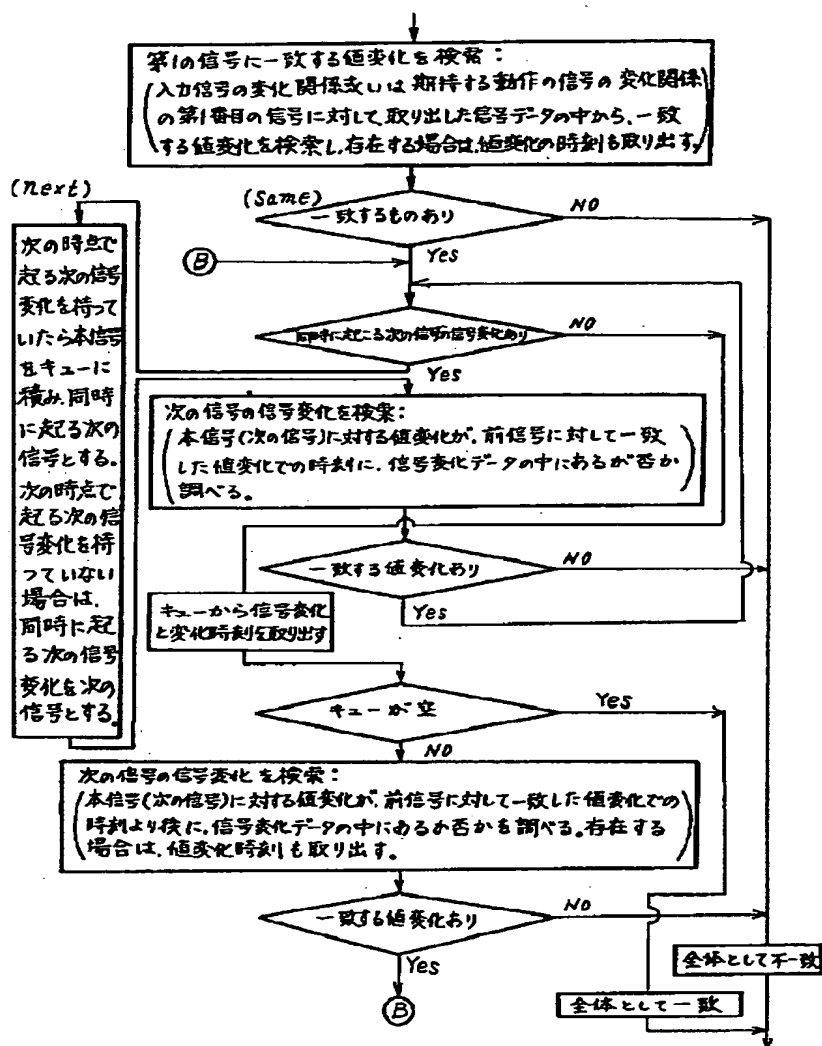 第1の信号に一致する値変化を検索：
入力信号の変化関係或いは期待する動作の信号の変化関係
の第1番目の信号に対して、取り出した信号データの中から、一致
する値変化を検索し、存在する場合は、値変化の時刻も取り出す。
(next)
(Same)
一致するものあり
NO
Yes
次の時点で
起る次の信号
変化を持って
いたら本信号
をキューに
積み、同時
に起る次の
信号とする。
次の時点で
起る次の信
号変化を持
っていない
場合は、
同時に起
る次の信号
変化を次の
信号とする。
B
同時に起こる次の信号の信号変化あり
NO
Yes
次の信号の信号変化を検索：
本信号(次の信号)に対する値変化が、前信号に対して一致
した値変化での時刻に、信号変化データの中にあるが否か
調べる。
一致する値変化あり
NO
Yes
キューから信号変化
と変化時刻を取り出す
キューが空
Yes
NO
次の信号の信号変化を検索：
本信号(次の信号)に対する値変化が、前信号に対して一致した値変化での
時刻より後に、信号変化データの中にあるか否かを調べる。存在する
場合は、値変化時刻も取り出す。
一致する値変化あり
NO
Yes
B
全体として不一致
全体として一致